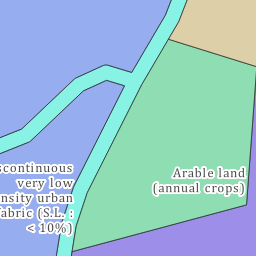 scontinuous
very low
nsity urban
fabric (S.L. :
< 10%)
Arable land
(annual crops)